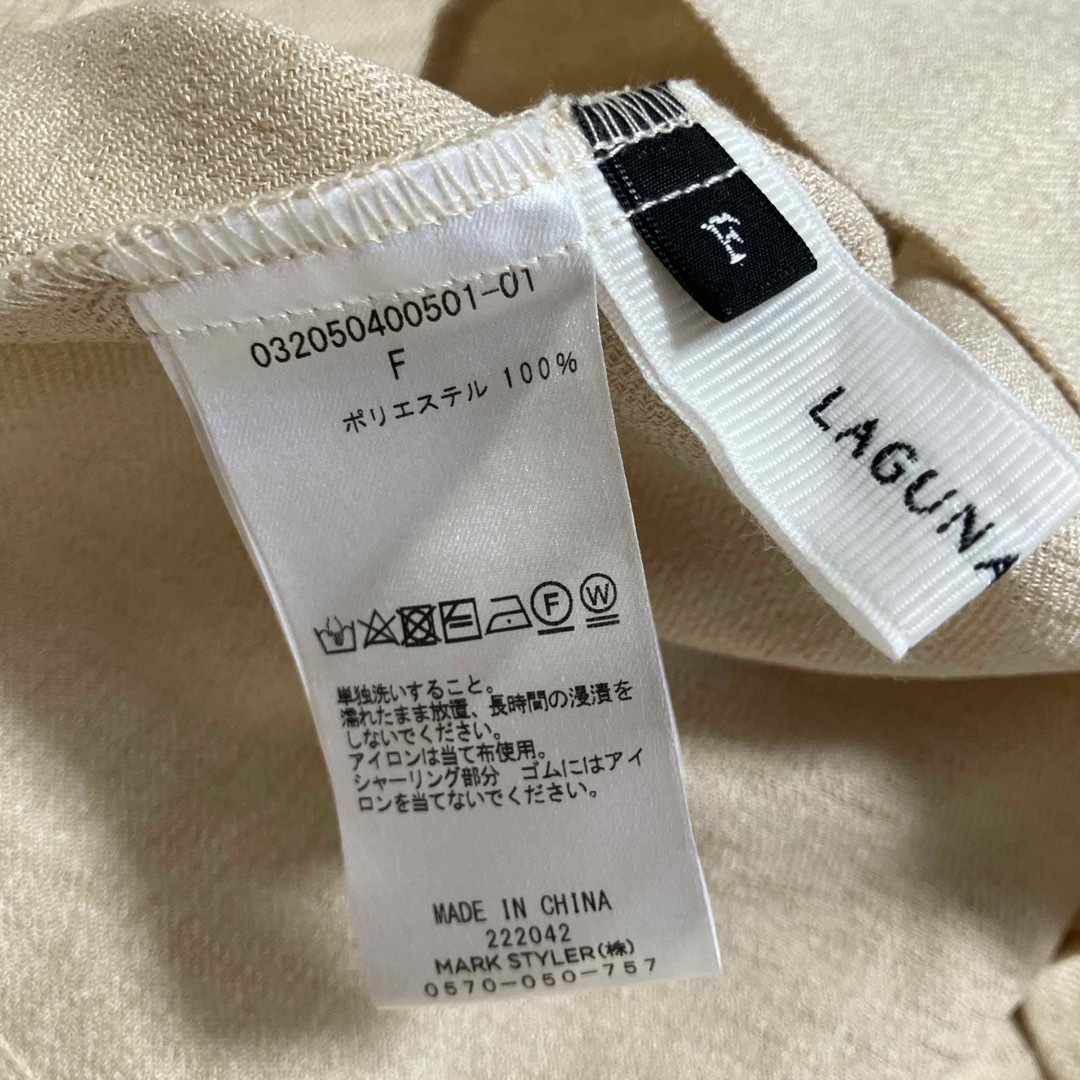 032050400501-01
F
ポリエステル 100%
F W
単独洗いすること。
濡れたまま放置、長時間の浸漬を
しないでください。
アイロンは当て布使用。
シャーリング部分 ゴムにはアイ
ロンを当てないでください。
MADE IN CHINA
222042
MARK STYLER(株)
0570-050-757
F
LAGUNA